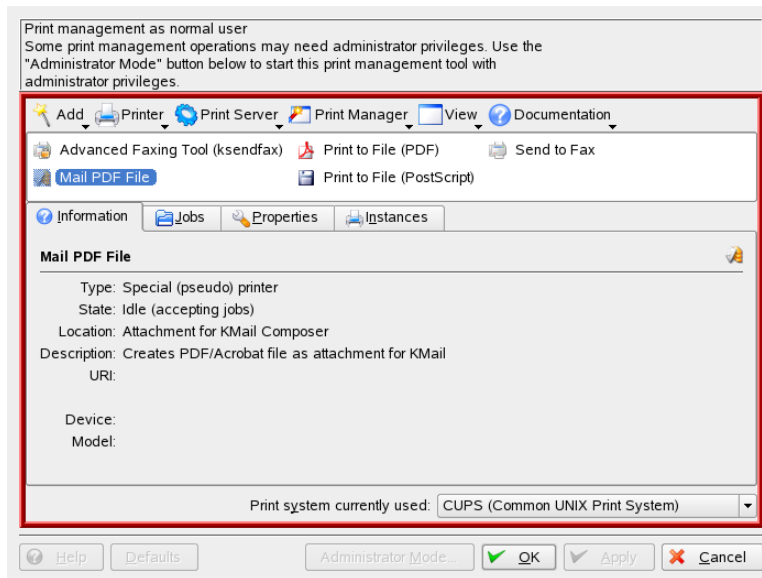 Print management as normal user
Some print management operations may need administrator privileges. Use the
"Administrator Mode" button below to start this print management tool with
administrator privileges.
Add Printer Print Server Print Manager View Documentation
Advanced Faxing Tool (ksendfax) Print to File (PDF) Send to Fax
Mail PDF File Print to File (PostScript)
Information Jobs Properties Instances
Mail PDF File
Type: Special (pseudo) printer
State: Idle (accepting jobs)
Location: Attachment for KMail Composer
Description: Creates PDF/Acrobat file as attachment for KMail
URI:
Device:
Model:
Print system currently used: CUPS (Common UNIX Print System)
Help Defaults Administrator Mode... OK Apply Cancel